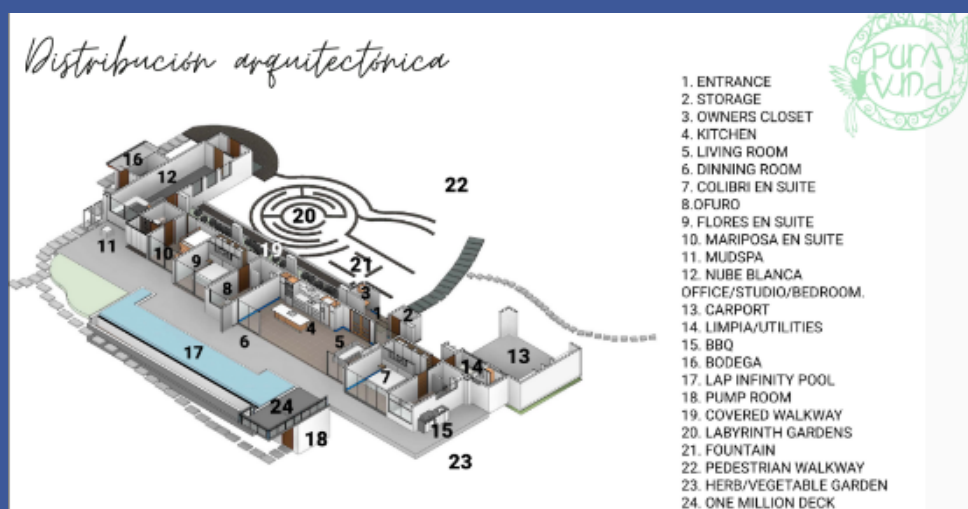 CASA DE LA
PURA
VUNA
Distribución arquitectónica
1. ENTRANCE
2. STORAGE
3. OWNERS CLOSET
4. KITCHEN
5. LIVING ROOM
6. DINNING ROOM
7. COLIBRI EN SUITE
8.OFURO
9. FLORES EN SUITE
10. MARIPOSA EN SUITE
11. MUDSPA
12. NUBE BLANCA
OFFICE/STUDIO/BEDROOM.
13. CARPORT
14. LIMPIA/UTILITIES
15. BBQ
16. BODEGA
17. LAP INFINITY POOL
18. PUMP ROOM
19. COVERED WALKWAY
20. LABYRINTH GARDENS
21. FOUNTAIN
22. PEDESTRIAN WALKWAY
23. HERB/VEGETABLE GARDEN
24. ONE MILLION DECK
16
12
22
20
11
10
9
19
21
8
3
1
2
4
6
5
17
7
14
13
24
15
18
23